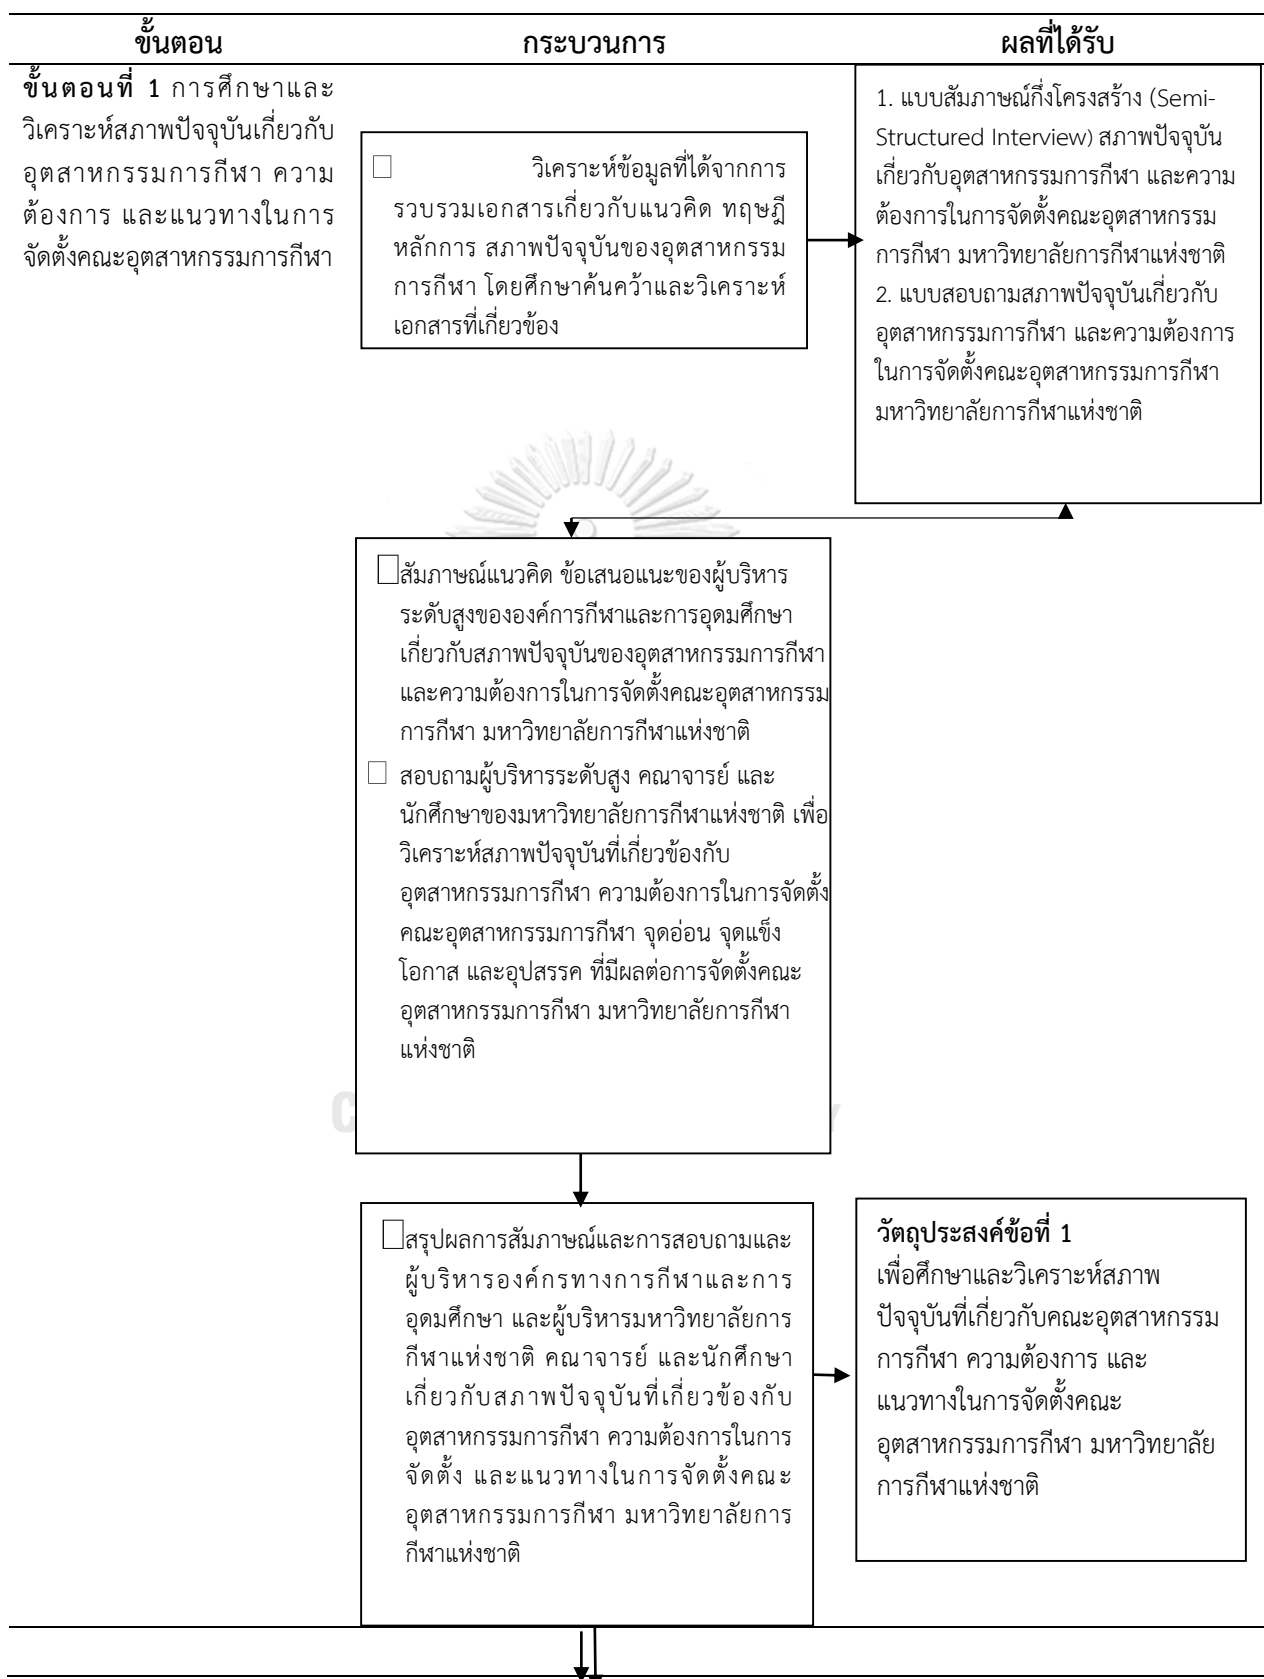 ขั้นตอน
กระบวนการ
ผลที่ได้รับ
ขั้นตอนที่ 1 การศึกษาและ
วิเคราะห์สภาพปัจจุบันเกี่ยวกับ
อุตสาหกรรมการกีฬา ความ
ต้องการ และแนวทางในการ
จัดตั้งคณะอุตสาหกรรมการกีฬา
วิเคราะห์ข้อมูลที่ได้จากการ
รวบรวมเอกสารเกี่ยวกับแนวคิด ทฤษฎี
หลักการ สภาพปัจจุบันของอุตสาหกรรม
การกีฬา โดยศึกษาค้นคว้าและวิเคราะห์
เอกสารที่เกี่ยวข้อง
1. แบบสัมภาษณ์กึ่งโครงสร้าง (Semi-
Structured Interview) สภาพปัจจุบัน
เกี่ยวกับอุตสาหกรรมการกีฬา และความ
ต้องการในการจัดตั้งคณะอุตสาหกรรม
การกีฬา มหาวิทยาลัยการกีฬาแห่งชาติ
2. แบบสอบถามสภาพปัจจุบันเกี่ยวกับ
อุตสาหกรรมการกีฬา และความต้องการ
ในการจัดตั้งคณะอุตสาหกรรมการกีฬา
มหาวิทยาลัยการกีฬาแห่งชาติ
สัมภาษณ์แนวคิด ข้อเสนอแนะของผู้บริหาร
ระดับสูงขององค์การกีฬาและการอุดมศึกษา
เกี่ยวกับสภาพปัจจุบันของอุตสาหกรรมการกีฬา
และความต้องการในการจัดตั้งคณะอุตสาหกรรม
การกีฬา มหาวิทยาลัยการกีฬาแห่งชาติ
สอบถามผู้บริหารระดับสูง คณาจารย์ และ
นักศึกษาของมหาวิทยาลัยการกีฬาแห่งชาติ เพื่อ
วิเคราะห์สภาพปัจจุบันที่เกี่ยวข้องกับ
อุตสาหกรรมการกีฬา ความต้องการในการจัดตั้ง
คณะอุตสาหกรรมการกีฬา จุดอ่อน จุดแข็ง
โอกาส และอุปสรรค ที่มีผลต่อการจัดตั้งคณะ
อุตสาหกรรมการกีฬา มหาวิทยาลัยการกีฬา
แห่งชาติ
สรุปผลการสัมภาษณ์และการสอบถามและ
ผู้บริหารองค์กรทางการกีฬาและการ
อุดมศึกษา และผู้บริหารมหาวิทยาลัยการ
กีฬาแห่งชาติ คณาจารย์ และนักศึกษา
เกี่ยวกับสภาพปัจจุบันที่เกี่ยวข้องกับ
อุตสาหกรรมการกีฬา ความต้องการในการ
จัดตั้ง และแนวทางในการจัดตั้งคณะ
อุตสาหกรรมการกีฬา มหาวิทยาลัยการ
กีฬาแห่งชาติ
วัตถุประสงค์ข้อที่ 1
เพื่อศึกษาและวิเคราะห์สภาพ
ปัจจุบันที่เกี่ยวกับคณะอุตสาหกรรม
การกีฬา ความต้องการ และ
แนวทางในการจัดตั้งคณะ
อุตสาหกรรมการกีฬา มหาวิทยาลัย
การกีฬาแห่งชาติ